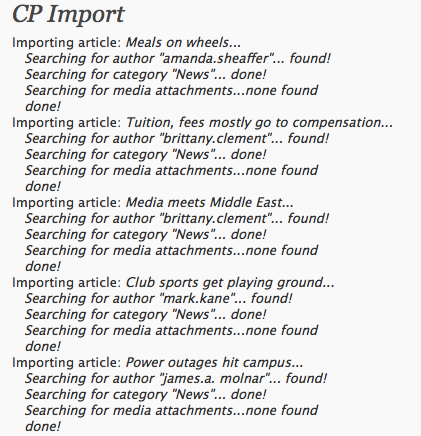 CP Import
Importing article: Meals on wheels...
Searching for author "amanda.sheaffer"... found!
Searching for category "News"... done!
Searching for media attachments...none found
done!
Importing article: Tuition, fees mostly go to compensation...
Searching for author "brittany.clement"... found!
Searching for category "News"... done!
Searching for media attachments...none found
done!
Importing article: Media meets Middle East...
Searching for author "brittany.clement"... found!
Searching for category "News"... done!
Searching for media attachments...none found
done!
Importing article: Club sports get playing ground...
Searching for author "mark.kane"... found!
Searching for category "News"... done!
Searching for media attachments...none found
done!
Importing article: Power outages hit campus...
Searching for author "james.a. molnar"... found!
Searching for category "News"... done!
Searching for media attachments...none found
done!